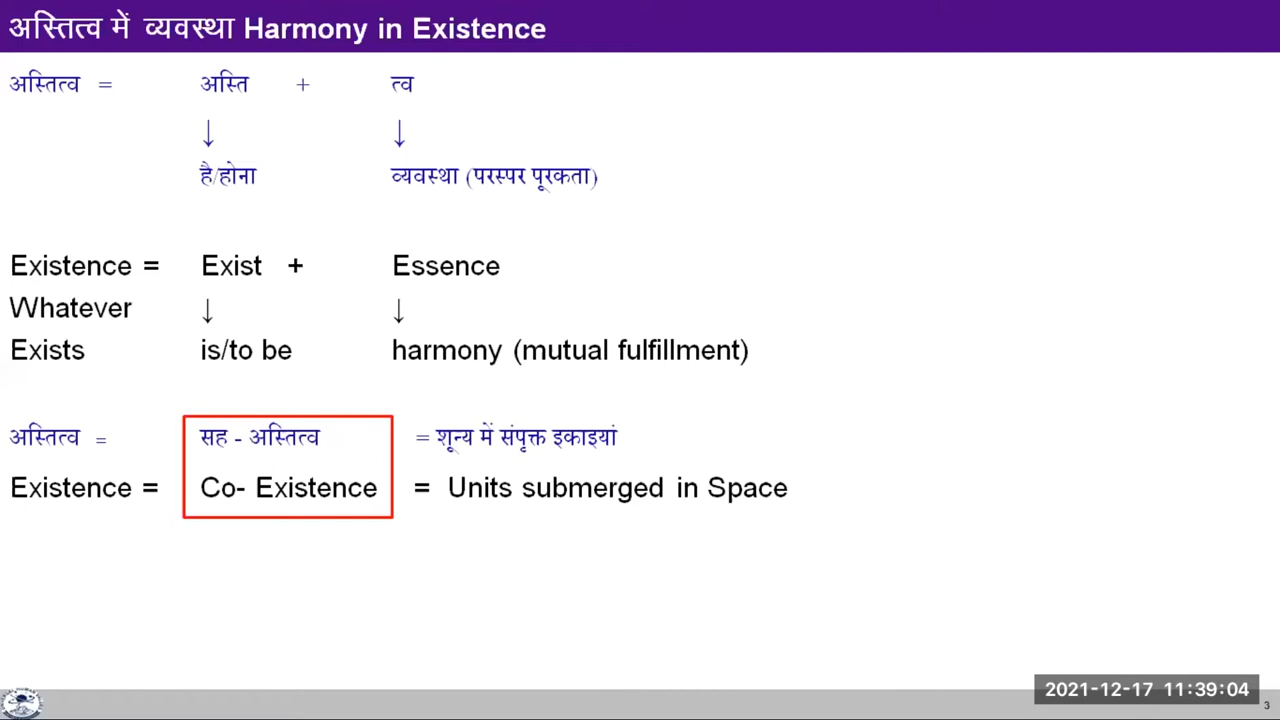 अस्तित्व में व्यवस्था Harmony in Existence
अस्तित्व = अस्ति + त्व
↓ ↓
है/होना व्यवस्था (परस्पर पूरकता)
Existence = Exist + Essence
Whatever ↓ ↓
Exists is/to be harmony (mutual fulfillment)
अस्तित्व = सह - अस्तित्व = शून्य में संपृक्त इकाइयां
Existence = Co- Existence = Units submerged in Space
2021-12-17 11:39:04
3